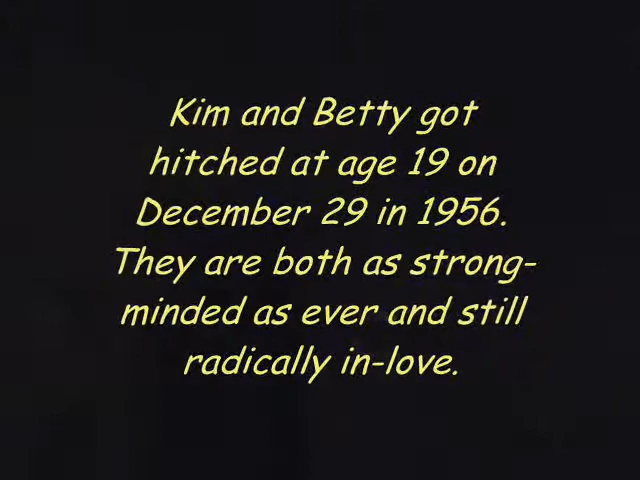 Kim and Betty got
hitched at age 19 on
December 29 in 1956.
They are both as strong-
minded as ever and still
radically in-love.